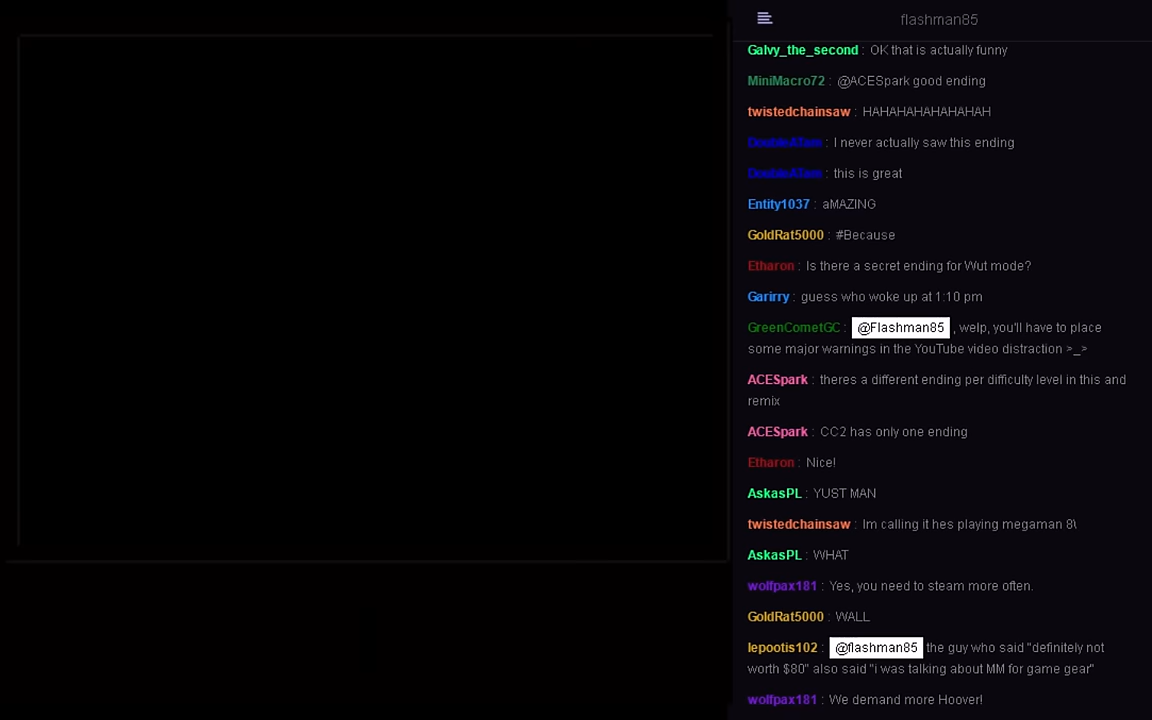 flashman85
Galvy_the_second : OK that is actually funny
MiniMacro72 : @ACESpark good ending
twistedchainsaw : HAHAHAHAHAHAHAH
: I never actually saw this ending
: this is great
Entity1037 : aMAZING
GoldRat5000 : #Because
Etharon : Is there a secret ending for Wut mode?
Garirry : guess who woke up at 1:10 pm
GreenCometGC : @Flashman85 , welp, you'll have to place
some major warnings in the YouTube video distraction >_>
ACESpark : theres a different ending per difficulty level in this and
remix
ACESpark : CC2 has only one ending
Etharon : Nice!
AskasPL : YUST MAN
twistedchainsaw : Im calling it hes playing megaman 8\
AskasPL : WHAT
wolfpax181 : Yes, you need to steam more often.
GoldRat5000 : WALL
lepootis102 : @flashman85 the guy who said "definitely not
worth $80" also said "i was talking about MM for game gear"
wolfpax181 : We demand more Hoover!